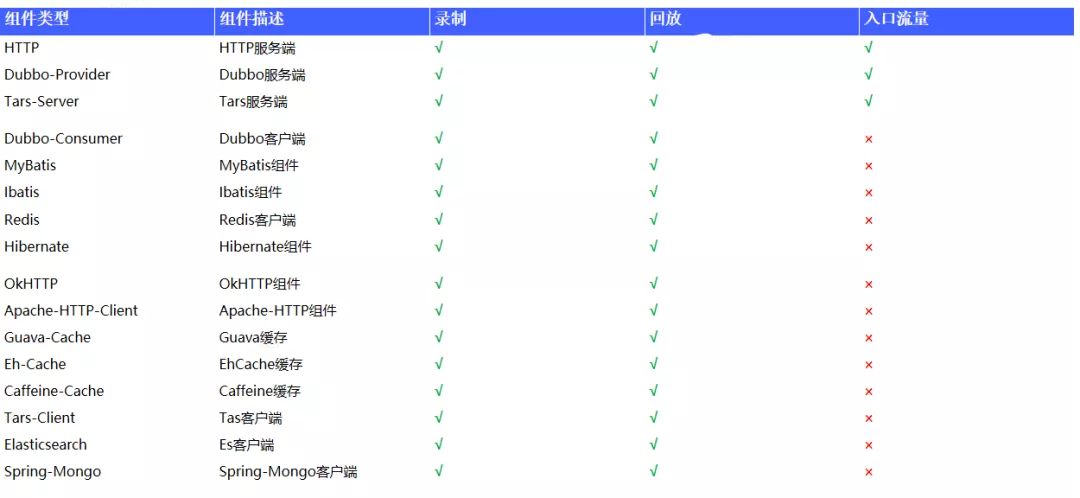 组件类型 组件描述 录制 回放 入口流量
HTTP HTTP服务端 √ √ √
Dubbo-Provider Dubbo服务端 √ √ √
Tars-Server Tars服务端 √ √ √
Dubbo-Consumer Dubbo客户端 √ √ ×
MyBatis MyBatis组件 √ √ ×
Ibatis Ibatis组件 √ √ ×
Redis Redis客户端 √ √ ×
Hibernate Hibernate组件 √ √ ×
OkHTTP OkHTTP组件 √ √ ×
Apache-HTTP-Client Apache-HTTP组件 √ √ ×
Guava-Cache Guava缓存 √ √ ×
Eh-Cache EhCache缓存 √ √ ×
Caffeine-Cache Caffeine缓存 √ √ ×
Tars-Client Tas客户端 √ √ ×
Elasticsearch Es客户端 √ √ ×
Spring-Mongo Spring-Mongo客户端 √ √ ×